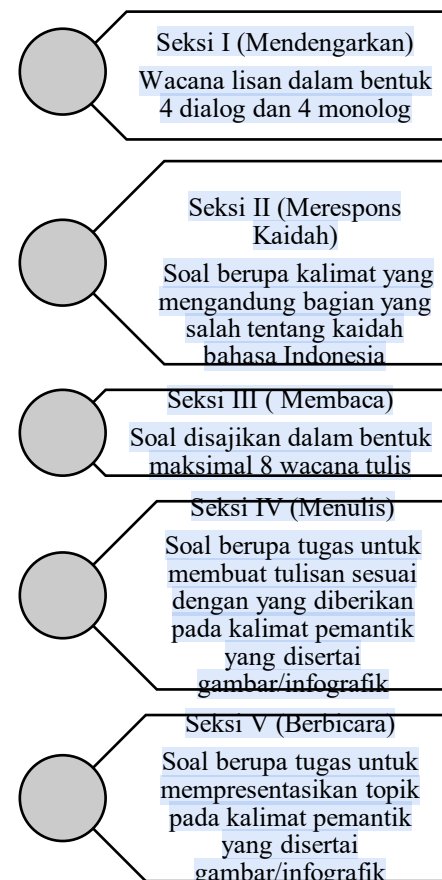 Seksi I (Mendengarkan)
Wacana lisan dalam bentuk
4 dialog dan 4 monolog
Seksi II (Merespons
Kaidah)
Soal berupa kalimat yang
mengandung bagian yang
salah tentang kaidah
bahasa Indonesia
Seksi III ( Membaca)
Soal disajikan dalam bentuk
maksimal 8 wacana tulis
Seksi IV (Menulis)
Soal berupa tugas untuk
membuat tulisan sesuai
dengan yang diberikan
pada kalimat pemantik
yang disertai
gambar/infografik
Seksi V (Berbicara)
Soal berupa tugas untuk
mempresentasikan topik
pada kalimat pemantik
yang disertai
gambar/infografik